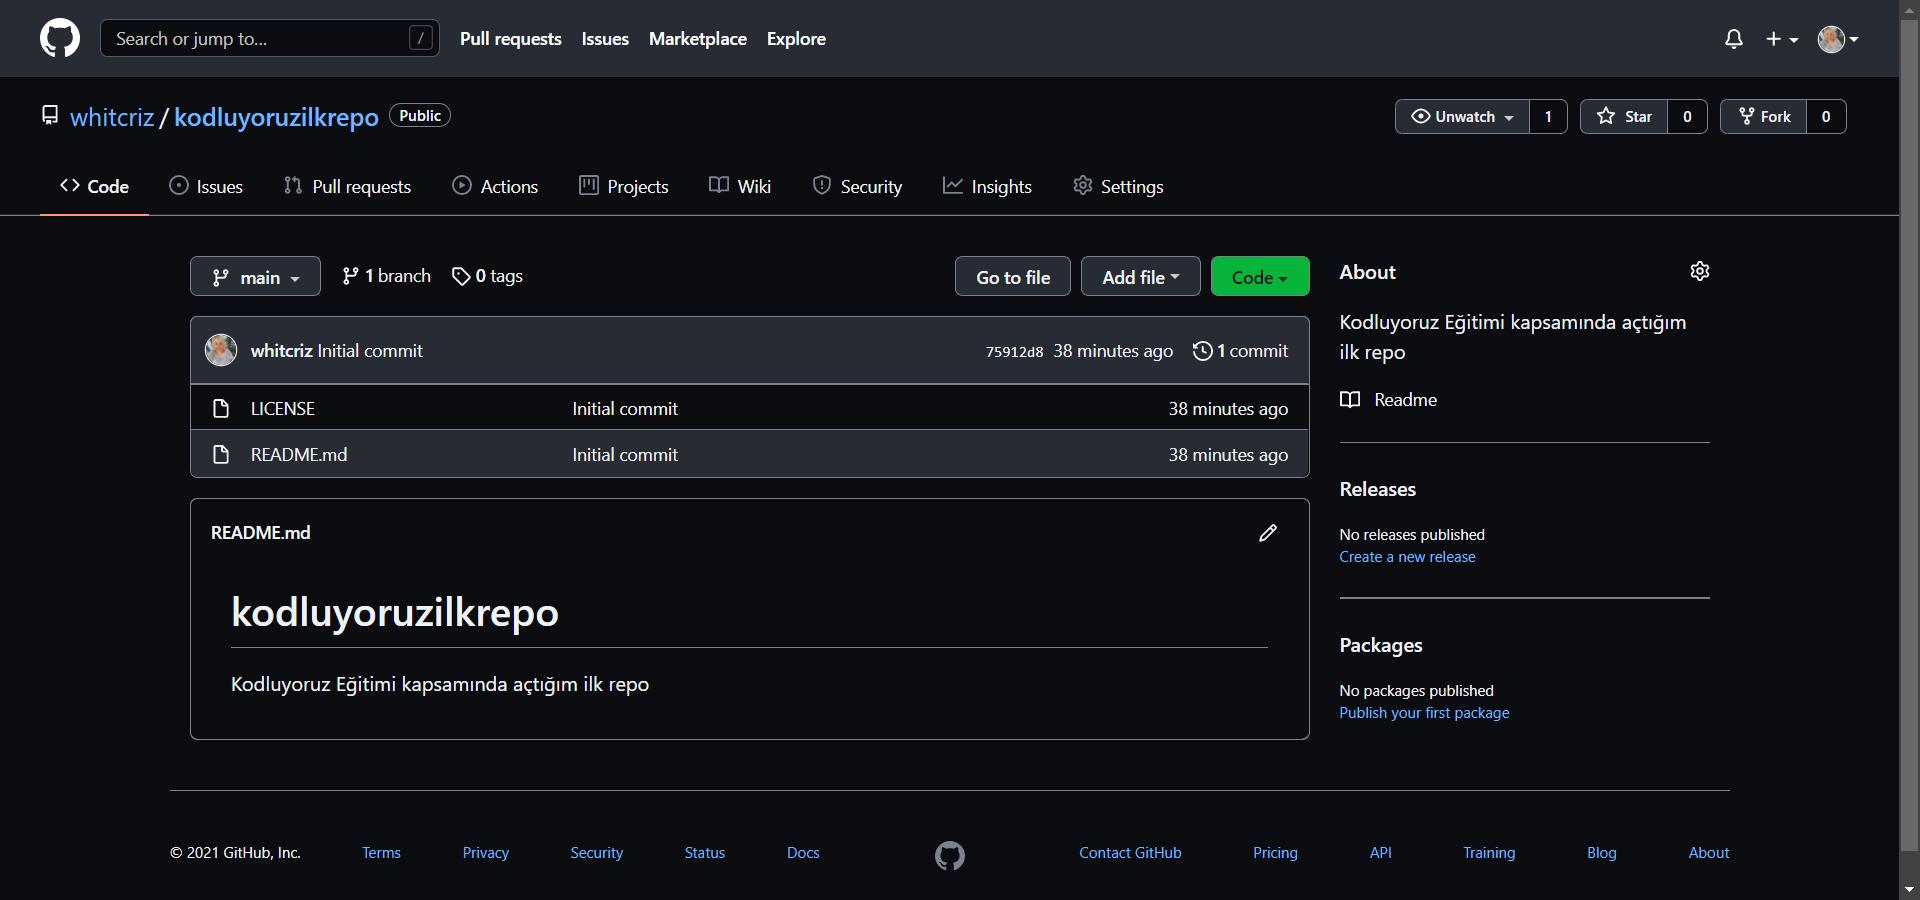 Search or jump to... /
Pull requests Issues Marketplace Explore
whitcriz / kodluyoruzilkrepo Public
Unwatch 1 Star 0 Fork 0
Code Issues Pull requests Actions Projects Wiki Security Insights Settings
main 1 branch 0 tags
Go to file Add file Code
whitcriz Initial commit 75912d8 38 minutes ago 1 commit
LICENSE Initial commit 38 minutes ago
README.md Initial commit 38 minutes ago
README.md
kodluyoruzilkrepo
Kodluyoruz Eğitimi kapsamında açtığım ilk repo
About
Kodluyoruz Eğitimi kapsamında açtığım
ilk repo
Readme
Releases
No releases published
Create a new release
Packages
No packages published
Publish your first package
© 2021 GitHub, Inc. Terms Privacy Security Status Docs Contact GitHub Pricing API Training Blog About